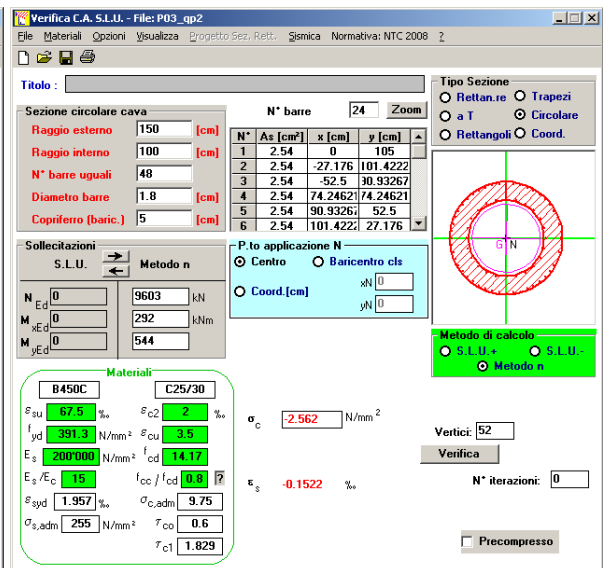 Verifica C.A. S.L.U. - File: P03_qp2
File Materiali Opzioni Visualizza Progetto Sez. Rett. Sismica Normativa: NTC 2008 ?
Titolo :
Sezione circolare cava
Raggio esterno 150 [cm]
Raggio interno 100 [cm]
N* barre uguali 48
Diametro barre 1.8 [cm]
Copriferro (baric.) 5 [cm]
N* barre 24 Zoom
N* As [cm²] x [cm] y [cm]
1 2.54 0 105
2 2.54 -27.176 101.4222
3 2.54 -52.5 90.93267
4 2.54 74.24621 74.24621
5 2.54 90.93267 52.5
6 2.54 101.4222 27.176
Tipo Sezione
Rettan.re Trapezi
a T Circolare
Rettangoli Coord.
G N
Sollecitazioni
S.L.U. Metodo n
N Ed 0 9603 kN
M xEd 0 292 kNm
M yEd 0 544
P.to applicazione N
Centro Baricentro cls
Coord.[cm] xN 0
yN 0
Metodo di calcolo
S.L.U.+ S.L.U.-
Metodo n
Materiali
B450C C25/30
εsu 67.5 ‰ εc2 2 ‰
fyd 391.3 N/mm² εcu 3.5
Es 200'000 N/mm² fcd 14.17
Es/Ec 15 fcc / fcd 0.8 ?
εsyd 1.957 ‰ σc,adm 9.75
σs,adm 255 N/mm² τco 0.6
τc1 1.829
σc -2.562 N/mm²
εs -0.1522 ‰
Vertici: 52
Verifica
N* iterazioni: 0
Precompresso